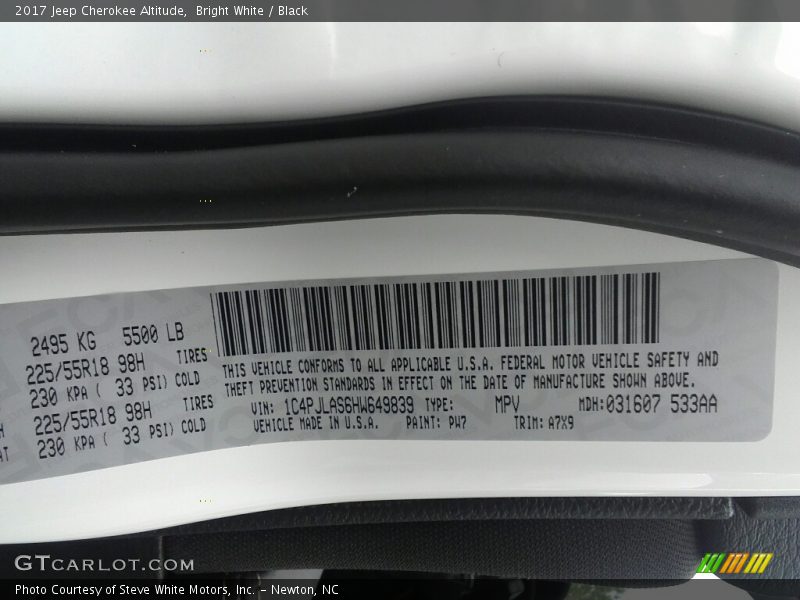 2017 Jeep Cherokee Altitude,  Bright White / Black
2495 KG  5500 LB
225/55R18 98H  TIRES
230 KPA ( 33 PSI) COLD
225/55R18 98H  TIRES
230 KPA ( 33 PSI) COLD
THIS VEHICLE CONFORMS TO ALL APPLICABLE U.S.A. FEDERAL MOTOR VEHICLE SAFETY AND
THEFT PREVENTION STANDARDS IN EFFECT ON THE DATE OF MANUFACTURE SHOWN ABOVE.
VIN: 1C4PJLAS6HW649839 TYPE: MPV MDH:031607 533AA
VEHICLE MADE IN U.S.A. PAINT: PW7 TRIM: A7X9
GTCARLOT.COM
Photo Courtesy of Steve White Motors, Inc. – Newton, NC